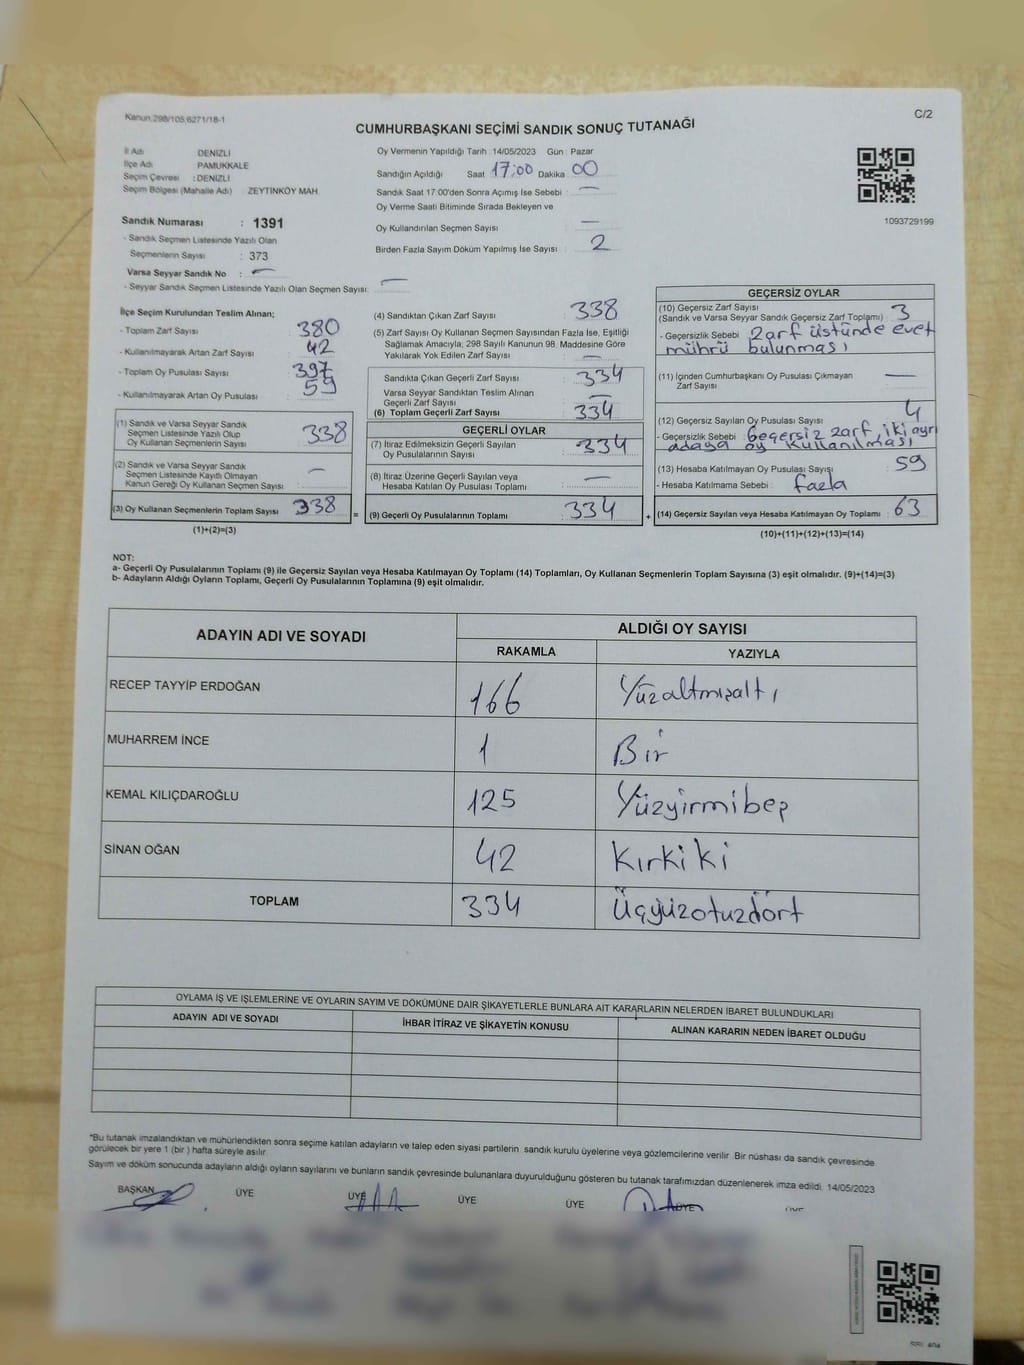 Kanun.298/105,6271/18-1
C/2
CUMHURBAŞKANI SEÇİMİ SANDIK SONUÇ TUTANAĞI
İl Adı DENİZLİ
İlçe Adı PAMUKKALE
Seçim Çevresi : DENİZLİ
Seçim Bölgesi (Mahalle Adı) : ZEYTİNKÖY MAH.
Sandık Numarası : 1391
- Sandık Seçmen Listesinde Yazılı Olan
Seçmenlerin Sayısı : 373
Varsa Seyyar Sandık No : —
- Seyyar Sandık Seçmen Listesinde Yazılı Olan Seçmen Sayısı: —
Oy Vermenin Yapıldığı Tarih : 14/05/2023 Gün : Pazar
Sandığın Açıldığı Saat 17:00 Dakika 00
Sandık Saat 17:00'den Sonra Açımış İse Sebebi : —
Oy Verme Saati Bitiminde Sırada Bekleyen ve
Oy Kullandırılan Seçmen Sayısı —
Birden Fazla Sayım Döküm Yapılmış İse Sayısı : 2
1093729199
İlçe Seçim Kurulundan Teslim Alınan;
- Toplam Zarf Sayısı : 380
- Kullanılmayarak Artan Zarf Sayısı : 42
- Toplam Oy Pusulası Sayısı : 397
- Kullanılmayarak Artan Oy Pusulası : 59
(1) Sandık ve Varsa Seyyar Sandık
Seçmen Listesinde Yazılı Olup
Oy Kullanan Seçmenlerin Sayısı : 338
(2) Sandık ve Varsa Seyyar Sandık
Seçmen Listesinde Kayıtlı Olmayan
Kanun Gereği Oy Kullanan Seçmen Sayısı : —
(3) Oy Kullanan Seçmenlerin Toplam Sayısı : 338
(1)+(2)=(3)
(4) Sandıktan Çıkan Zarf Sayısı : 338
(5) Zarf Sayısı Oy Kullanan Seçmen Sayısından Fazla İse, Eşitliği
Sağlamak Amacıyla; 298 Sayılı Kanunun 98. Maddesine Göre
Yakılarak Yok Edilen Zarf Sayısı : —
Sandıkta Çıkan Geçerli Zarf Sayısı : 334
Varsa Seyyar Sandıktan Teslim Alınan
Geçerli Zarf Sayısı : —
(6) Toplam Geçerli Zarf Sayısı : 334
GEÇERLİ OYLAR
(7) İtiraz Edilmeksizin Geçerli Sayılan
Oy Pusulalarının Sayısı : 334
(8) İtiraz Üzerine Geçerli Sayılan veya
Hesaba Katılan Oy Pusulası Toplamı : —
= (9) Geçerli Oy Pusulalarının Toplamı : 334
GEÇERSİZ OYLAR
(10) Geçersiz Zarf Sayısı
(Sandık ve Varsa Seyyar Sandık Geçersiz Zarf Toplamı) : 3
- Geçersizlik Sebebi : Zarf üstünde evet
mührü bulunması
(11) İçinden Cumhurbaşkanı Oy Pusulası Çıkmayan
Zarf Sayısı : —
(12) Geçersiz Sayılan Oy Pusulası Sayısı : 4
- Geçersizlik Sebebi : Geçersiz zarf, iki ayrı
adaya oy kullanılması
(13) Hesaba Katılmayan Oy Pusulası Sayısı : 59
- Hesaba Katılmama Sebebi : fazla
+ (14) Geçersiz Sayılan veya Hesaba Katılmayan Oy Toplamı : 63
(10)+(11)+(12)+(13)=(14)
NOT:
a- Geçerli Oy Pusulalarının Toplamı (9) ile Geçersiz Sayılan veya Hesaba Katılmayan Oy Toplamı (14) Toplamları, Oy Kullanan Seçmenlerin Toplam Sayısına (3) eşit olmalıdır. (9)+(14)=(3)
b- Adayların Aldığı Oyların Toplamı, Geçerli Oy Pusulalarının Toplamına (9) eşit olmalıdır.
ADAYIN ADI VE SOYADI
ALDIĞI OY SAYISI
RAKAMLA YAZIYLA
RECEP TAYYİP ERDOĞAN 166 Yüzaltmışaltı
MUHARREM İNCE 1 Bir
KEMAL KILIÇDAROĞLU 125 Yüzyirmibeş
SİNAN OĞAN 42 Kırkiki
TOPLAM 334 Üçyüzotuzdört
OYLAMA İŞ VE İŞLEMLERİNE VE OYLARIN SAYIM VE DÖKÜMÜNE DAİR ŞİKAYETLERLE BUNLARA AİT KARARLARIN NELERDEN İBARET BULUNDUKLARI
ADAYIN ADI VE SOYADI İHBAR İTİRAZ VE ŞİKAYETİN KONUSU ALINAN KARARIN NEDEN İBARET OLDUĞU
*Bu tutanak imzalandıktan ve mühürlendikten sonra seçime katılan adayların ve talep eden siyasi partilerin sandık kurulu üyelerine veya gözlemcilerine verilir. Bir nüshası da sandık çevresinde
görülecek bir yere 1 (bir ) hafta süreyle asılır.
Sayım ve döküm sonucunda adayların aldığı oyların sayılarını ve bunların sandık çevresinde bulunanlara duyurulduğunu gösteren bu tutanak tarafımızdan düzenlenerek imza edildi. 14/05/2023
BAŞKAN ÜYE ÜYE ÜYE ÜYE ÜYE ÜYE